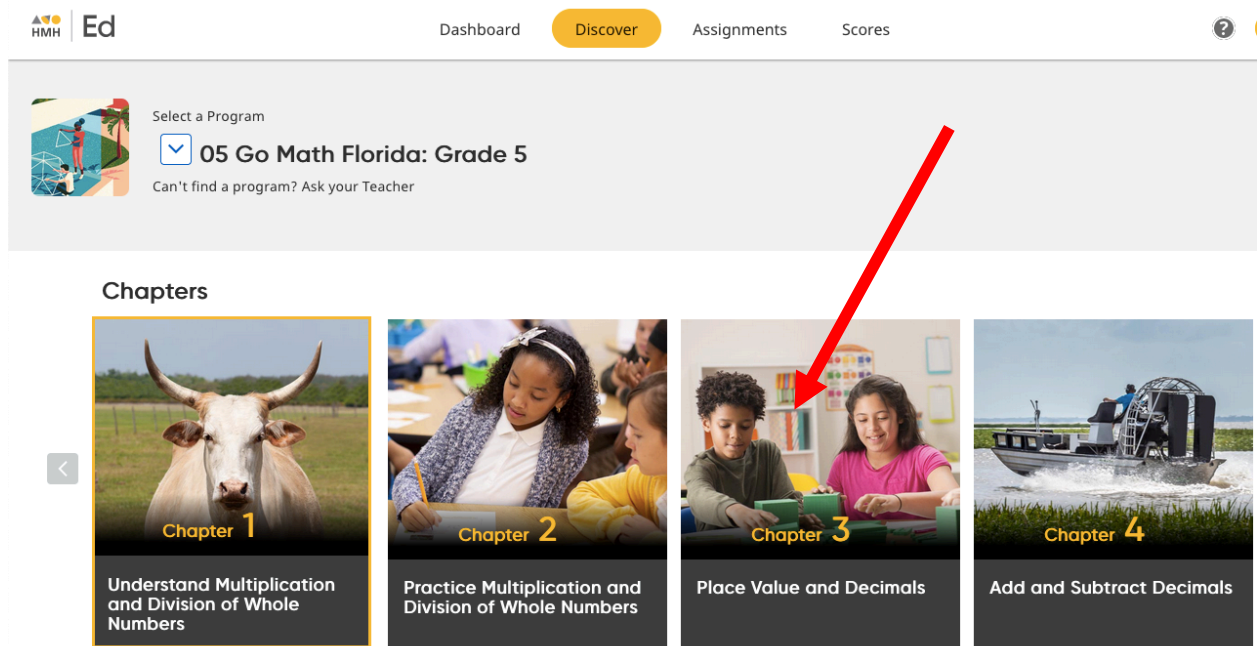 HMH Ed
Dashboard
Discover
Assignments
Scores
?
Select a Program
05 Go Math Florida: Grade 5
Can't find a program? Ask your Teacher
Chapters
Chapter 1
Understand Multiplication
and Division of Whole
Numbers
Chapter 2
Practice Multiplication and
Division of Whole Numbers
Chapter 3
Place Value and Decimals
Chapter 4
Add and Subtract Decimals